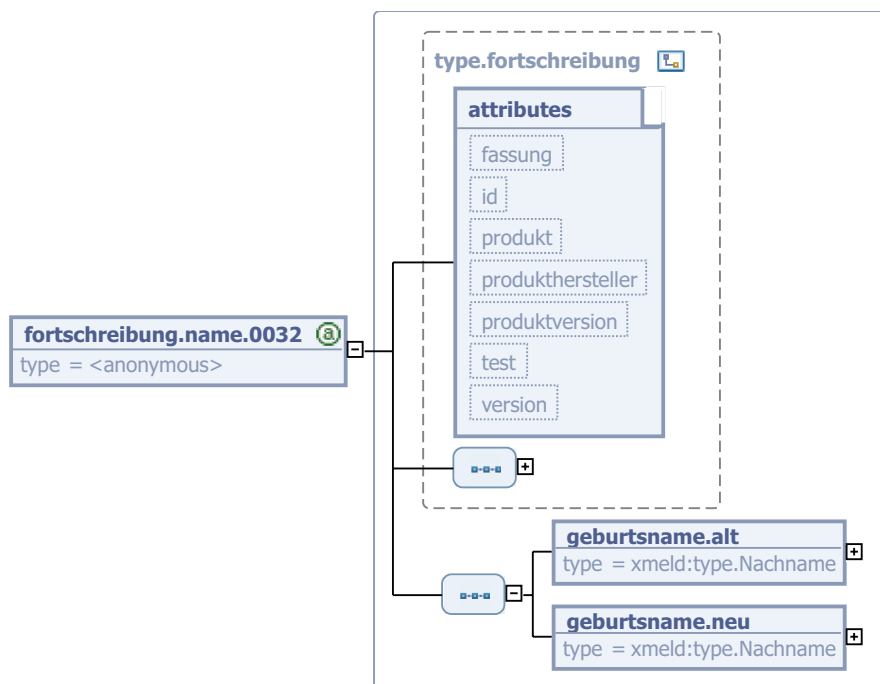 type.fortschreibung
attributes
fassung
id
produkt
produkthersteller
produktversion
test
version
fortschreibung.name.0032 @
type = <anonymous>
geburtsname.alt
type = xmeld:type.Nachname
geburtsname.neu
type = xmeld:type.Nachname